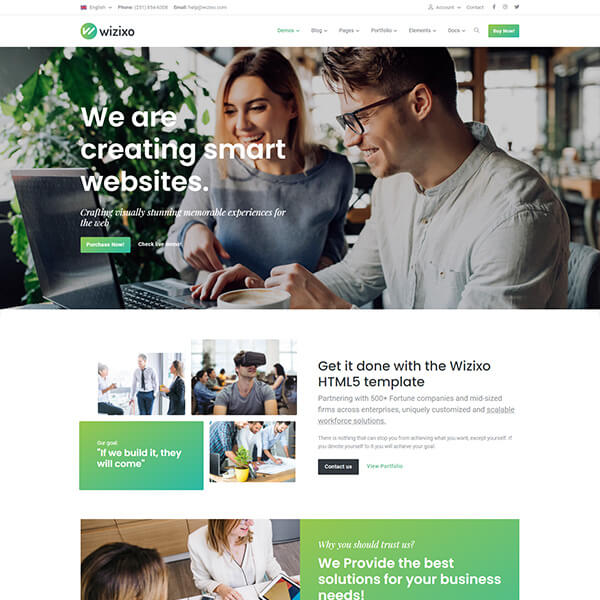 English Phone: (251) 854-6308 Email: help@wizixo.com Account Contact
wizixo Demos Blog Pages Portfolio Elements Docs Buy Now!
We are
creating smart
websites.
Crafting visually stunning memorable experiences for
the web
Purchase Now! Check live demo!
Get it done with the Wizixo
HTML5 template
Partnering with 500+ Fortune companies and mid-sized
firms across enterprises, uniquely customized and scalable
workforce solutions.
There is nothing that can stop you from achieving what you want, except yourself. If
you devote yourself to it you will achieve your goal.
Contact us View Portfolio
Our goal:
"If we build it, they
will come"
Why you should trust us?
We Provide the best
solutions for your business
needs!